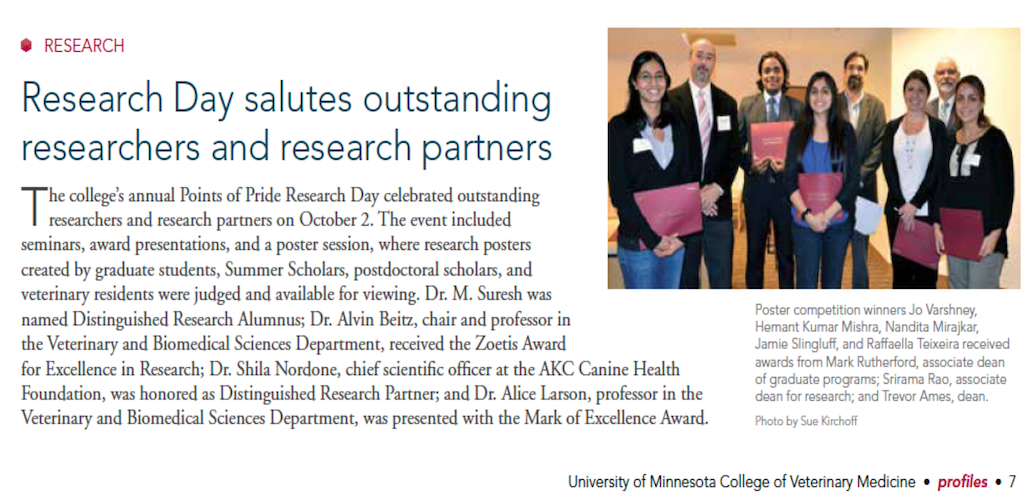 RESEARCH
Research Day salutes outstanding
researchers and research partners
The college's annual Points of Pride Research Day celebrated outstanding
researchers and research partners on October 2. The event included
seminars, award presentations, and a poster session, where research posters
created by graduate students, Summer Scholars, postdoctoral scholars, and
veterinary residents were judged and available for viewing. Dr. M. Suresh was
named Distinguished Research Alumnus; Dr. Alvin Beitz, chair and professor in
the Veterinary and Biomedical Sciences Department, received the Zoetis Award
for Excellence in Research; Dr. Shila Nordone, chief scientific officer at the AKC Canine Health
Foundation, was honored as Distinguished Research Partner; and Dr. Alice Larson, professor in the
Veterinary and Biomedical Sciences Department, was presented with the Mark of Excellence Award.
Poster competition winners Jo Varshney,
Hemant Kumar Mishra, Nandita Mirajkar,
Jamie Slingluff, and Raffaella Teixeira received
awards from Mark Rutherford, associate dean
of graduate programs; Srirama Rao, associate
dean for research; and Trevor Ames, dean.
Photo by Sue Kirchoff
University of Minnesota College of Veterinary Medicine • profiles • 7